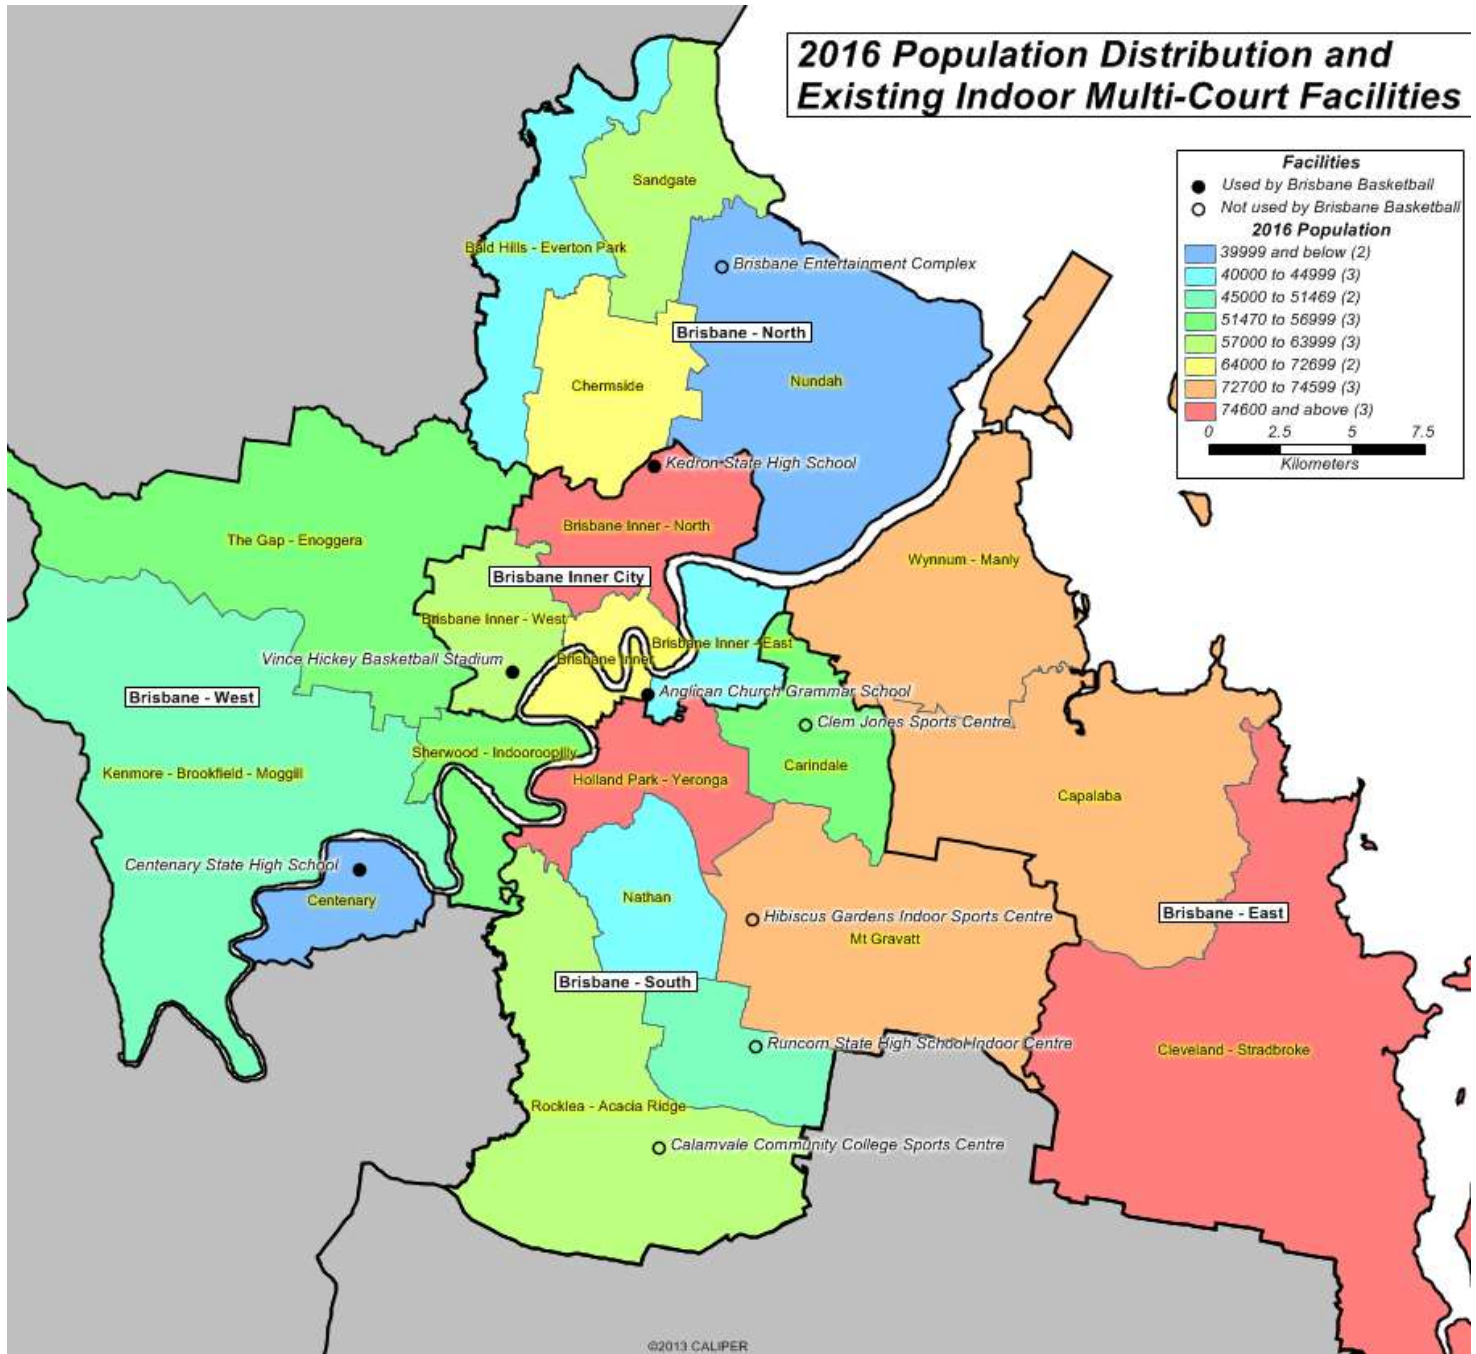 2016 Population Distribution and
Existing Indoor Multi-Court Facilities
Facilities
Used by Brisbane Basketball
Not used by Brisbane Basketball
2016 Population
39999 and below (2)
40000 to 44999 (3)
45000 to 51469 (2)
51470 to 56999 (3)
57000 to 63999 (3)
64000 to 72699 (2)
72700 to 74599 (3)
74600 and above (3)
0 2.5 5 7.5
Kilometers
Sandgate
Bald Hills - Everton Park
Brisbane Entertainment Complex
Brisbane - North
Nundah
Chermside
Kedron State High School
Brisbane Inner - North
The Gap - Enoggera
Wynnum - Manly
Brisbane Inner City
Brisbane Inner - West
Brisbane Inner - East
Vince Hickey Basketball Stadium
Brisbane Inner
Anglican Church Grammar School
Brisbane - West
Clem Jones Sports Centre
Sherwood - Indooroopilly
Carindale
Kenmore - Brookfield - Moggill
Holland Park - Yeronga
Capalaba
Centenary State High School
Centenary
Nathan
Brisbane - East
Hibiscus Gardens Indoor Sports Centre
Mt Gravatt
Brisbane - South
Runcorn State High School Indoor Centre
Cleveland - Stradbroke
Rocklea - Acacia Ridge
Calamvale Community College Sports Centre
©2013 CALIPER